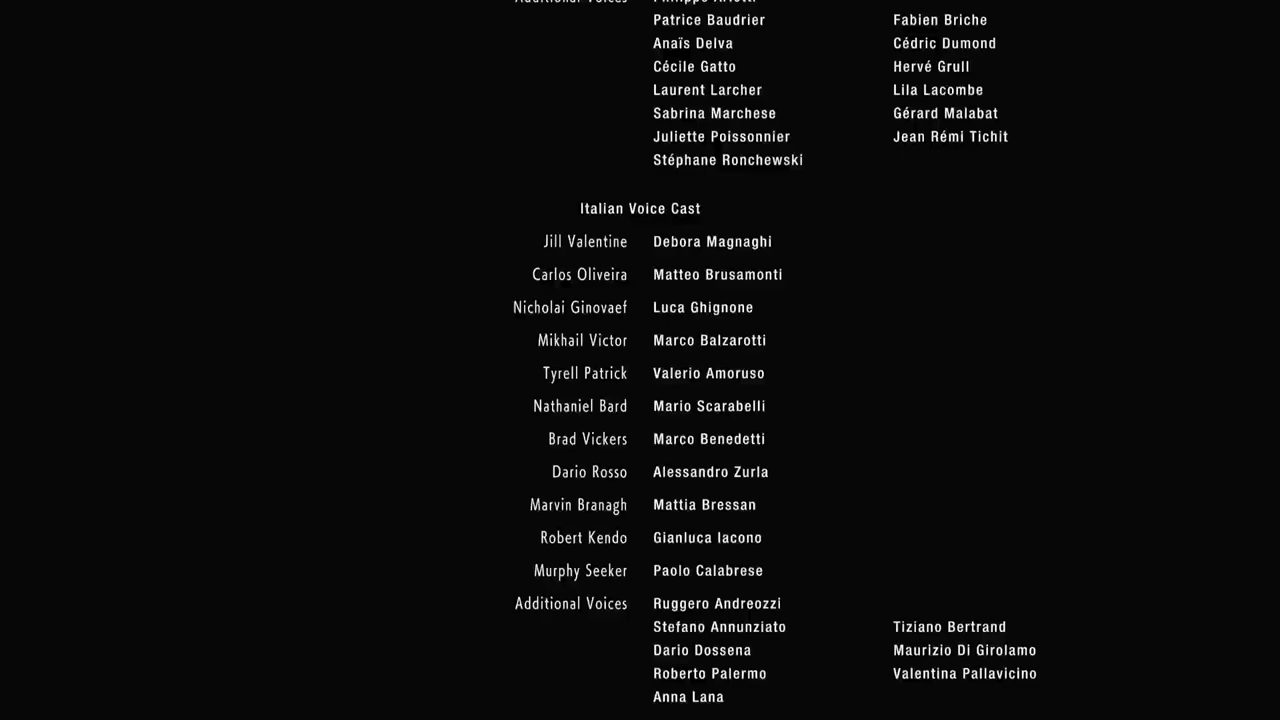 Additional Voices Philippe Ariotti
Patrice Baudrier Fabien Briche
Anaïs Delva Cédric Dumond
Cécile Gatto Hervé Grull
Laurent Larcher Lila Lacombe
Sabrina Marchese Gérard Malabat
Juliette Poissonnier Jean Rémi Tichit
Stéphane Ronchewski
Italian Voice Cast
Jill Valentine Debora Magnaghi
Carlos Oliveira Matteo Brusamonti
Nicholai Ginovaef Luca Ghignone
Mikhail Victor Marco Balzarotti
Tyrell Patrick Valerio Amoruso
Nathaniel Bard Mario Scarabelli
Brad Vickers Marco Benedetti
Dario Rosso Alessandro Zurla
Marvin Branagh Mattia Bressan
Robert Kendo Gianluca Iacono
Murphy Seeker Paolo Calabrese
Additional Voices Ruggero Andreozzi
Stefano Annunziato Tiziano Bertrand
Dario Dossena Maurizio Di Girolamo
Roberto Palermo Valentina Pallavicino
Anna Lana